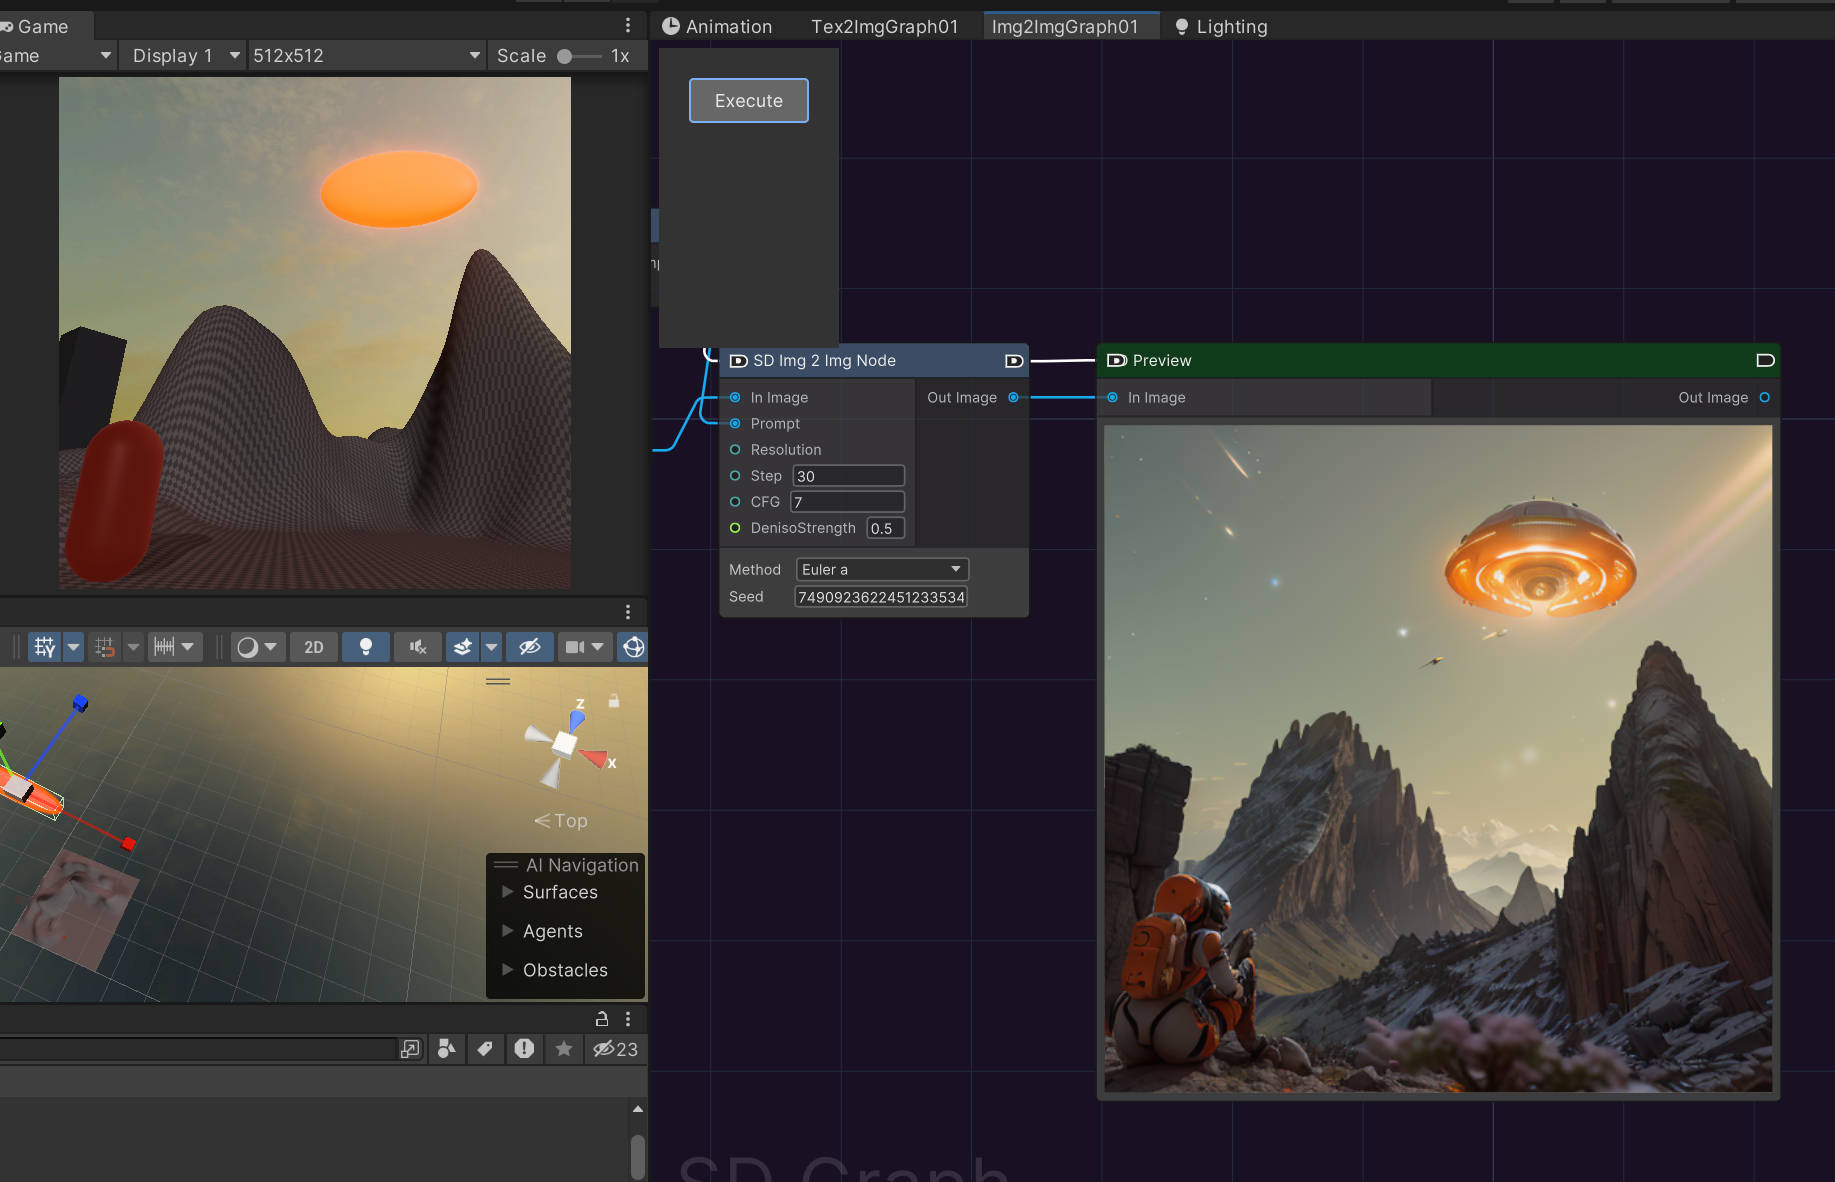 Game
Animation
Tex2ImgGraph01
Img2ImgGraph01
Lighting
Display 1
512x512
Scale
1x
Execute
SD Img 2 Img Node
In Image
Out Image
Prompt
Resolution
Step 30
CFG 7
DenisoStrength 0.5
Method Euler a
Seed 7490923622451233534
Preview
In Image
Out Image
2D
Z
X
Top
AI Navigation
Surfaces
Agents
Obstacles
23
SD Graph